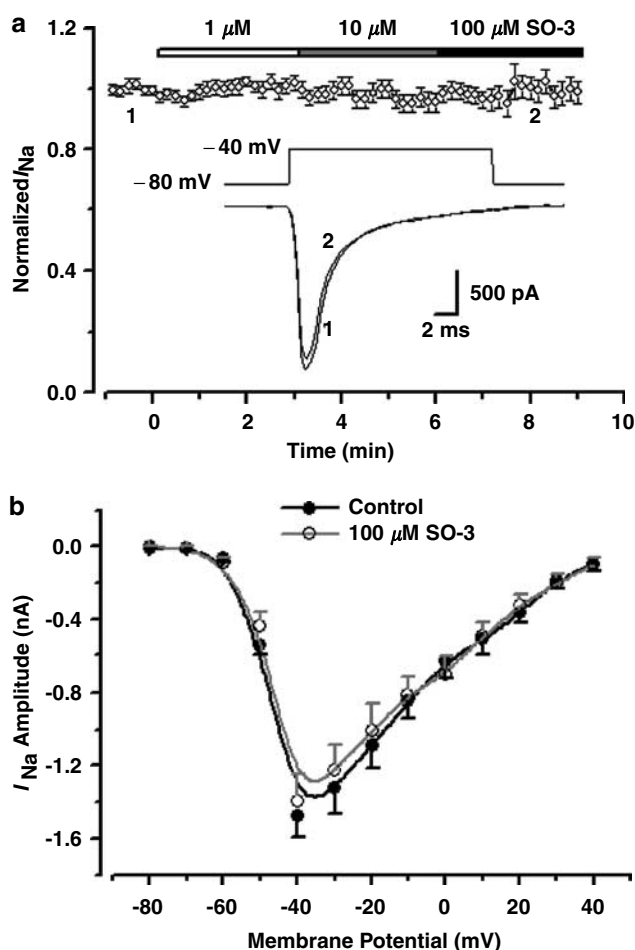 a
1 μM 10 μM 100 μM SO-3
1.2
0.8
0.4
0.0
Normalized I Na
1 2
−40 mV
−80 mV
2
1
500 pA
2 ms
0 2 4 6 8 10
Time (min)
b
Control
100 μM SO-3
0.0
-0.4
-0.8
-1.2
-1.6
I Na Amplitude (nA)
-80 -60 -40 -20 0 20 40
Membrane Potential (mV)